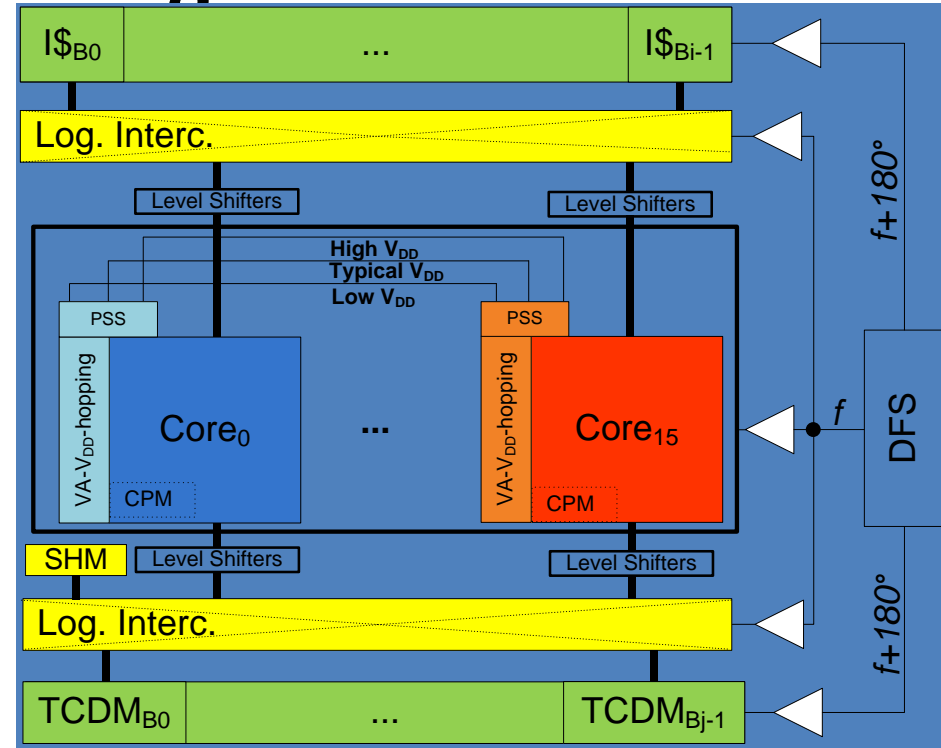 I$B0 ... I$Bi-1
Log. Interc.
f+180°
Level Shifters Level Shifters
High VDD
Typical VDD
Low VDD
PSS PSS
VA-VDD-hopping Core0 ... VA-VDD-hopping Core15 f DFS
CPM CPM
SHM Level Shifters Level Shifters
Log. Interc.
f+180°
TCDMB0 ... TCDMBj-1